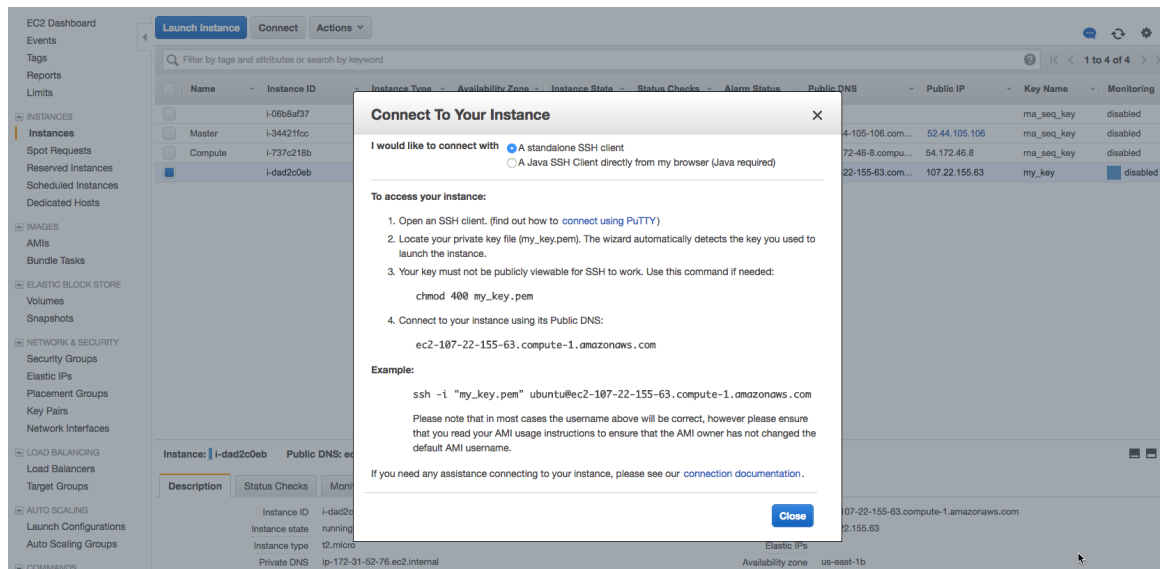 EC2 Dashboard
Events
Tags
Reports
Limits
INSTANCES
Instances
Spot Requests
Reserved Instances
Scheduled Instances
Dedicated Hosts
IMAGES
AMIs
Bundle Tasks
ELASTIC BLOCK STORE
Volumes
Snapshots
NETWORK & SECURITY
Security Groups
Elastic IPs
Placement Groups
Key Pairs
Network Interfaces
LOAD BALANCING
Load Balancers
Target Groups
AUTO SCALING
Launch Configurations
Auto Scaling Groups
COMMANDS
Launch Instance Connect Actions
Filter by tags and attributes or search by keyword 1 to 4 of 4
Name Instance ID Instance Type Availability Zone Instance State Status Checks Alarm Status Public DNS Public IP Key Name Monitoring
i-06b8af37 rna_seq_key disabled
Master i-34421fcc 4-105-106.com... 52.44.105.106 rna_seq_key disabled
Compute i-737c218b 72-46-8.compu... 54.172.46.8 rna_seq_key disabled
i-dad2c0eb 22-155-63.com... 107.22.155.63 my_key disabled
Connect To Your Instance
I would like to connect with A standalone SSH client
A Java SSH Client directly from my browser (Java required)
To access your instance:
1. Open an SSH client. (find out how to connect using PuTTY)
2. Locate your private key file (my_key.pem). The wizard automatically detects the key you used to
launch the instance.
3. Your key must not be publicly viewable for SSH to work. Use this command if needed:
chmod 400 my_key.pem
4. Connect to your instance using its Public DNS:
ec2-107-22-155-63.compute-1.amazonaws.com
Example:
ssh -i "my_key.pem" ubuntu@ec2-107-22-155-63.compute-1.amazonaws.com
Please note that in most cases the username above will be correct, however please ensure
that you read your AMI usage instructions to ensure that the AMI owner has not changed the
default AMI username.
If you need any assistance connecting to your instance, please see our connection documentation.
Close
Instance: i-dad2c0eb Public DNS: ec
Description Status Checks Moni
Instance ID i-dad2c 07-22-155-63.compute-1.amazonaws.com
Instance state running 22.155.63
Instance type t2.micro Elastic IPs
Private DNS ip-172-31-52-76.ec2.internal Availability zone us-east-1b